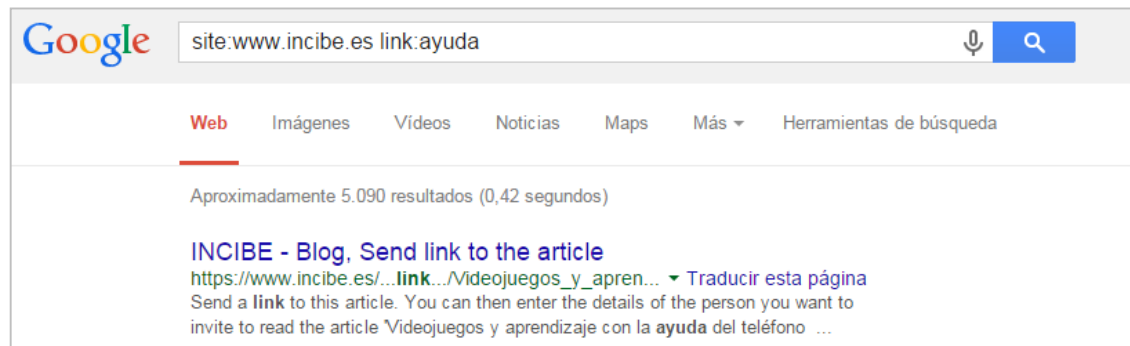 Google site:www.incibe.es link:ayuda
Web Imágenes Vídeos Noticias Maps Más Herramientas de búsqueda
Aproximadamente 5.090 resultados (0,42 segundos)
INCIBE - Blog, Send link to the article
https://www.incibe.es/...link.../Videojuegos_y_apren... Traducir esta página
Send a link to this article. You can then enter the details of the person you want to
invite to read the article 'Videojuegos y aprendizaje con la ayuda del teléfono ...